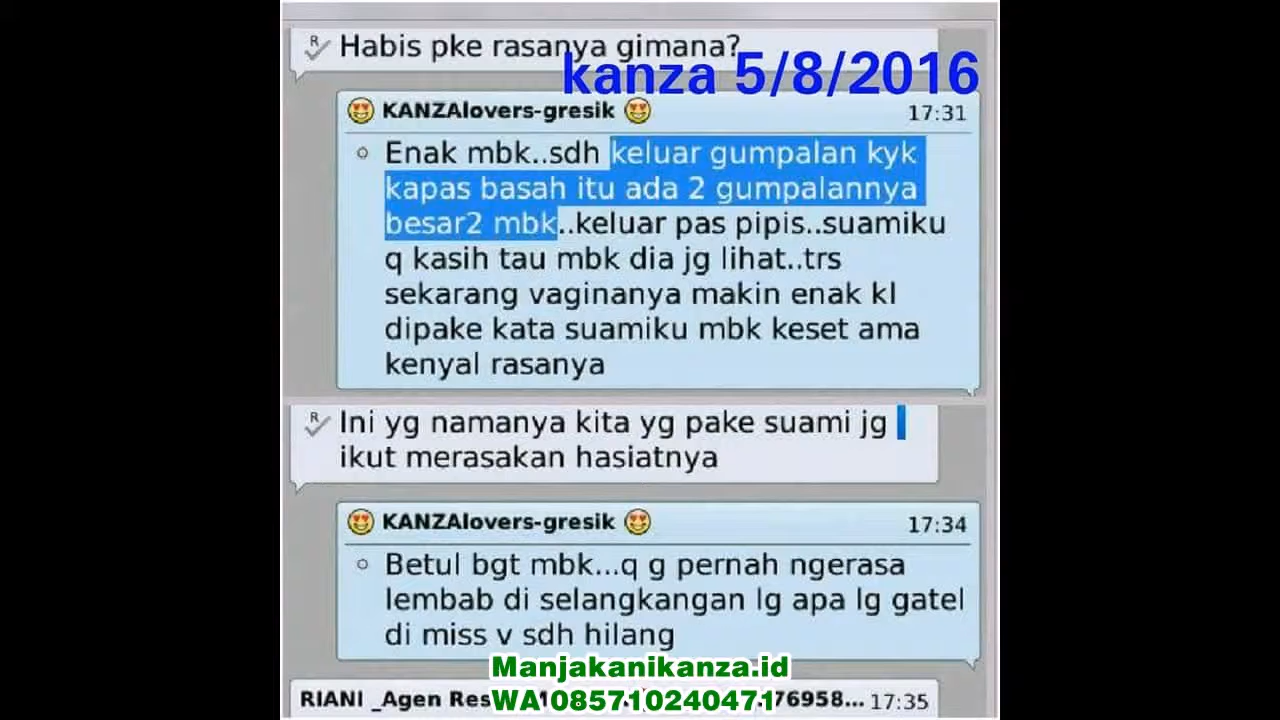 Habis pke rasanya gimana?
kanza 5/8/2016
KANZAlovers-gresik
17:31
Enak mbk..sdh keluar gumpalan kyk
kapas basah itu ada 2 gumpalannya
besar2 mbk..keluar pas pipis..suamiku
q kasih tau mbk dia jg lihat..trs
sekarang vaginanya makin enak kl
dipake kata suamiku mbk keset ama
kenyal rasanya
Ini yg namanya kita yg pake suami jg
ikut merasakan hasiatnya
KANZAlovers-gresik
17:34
Betul bgt mbk...q g pernah ngerasa
lembab di selangkangan lg apa lg gatel
di miss v sdh hilang
Manjakanikanza.id
RIANI _Agen Res
WA 085710240471
76958... 17:35